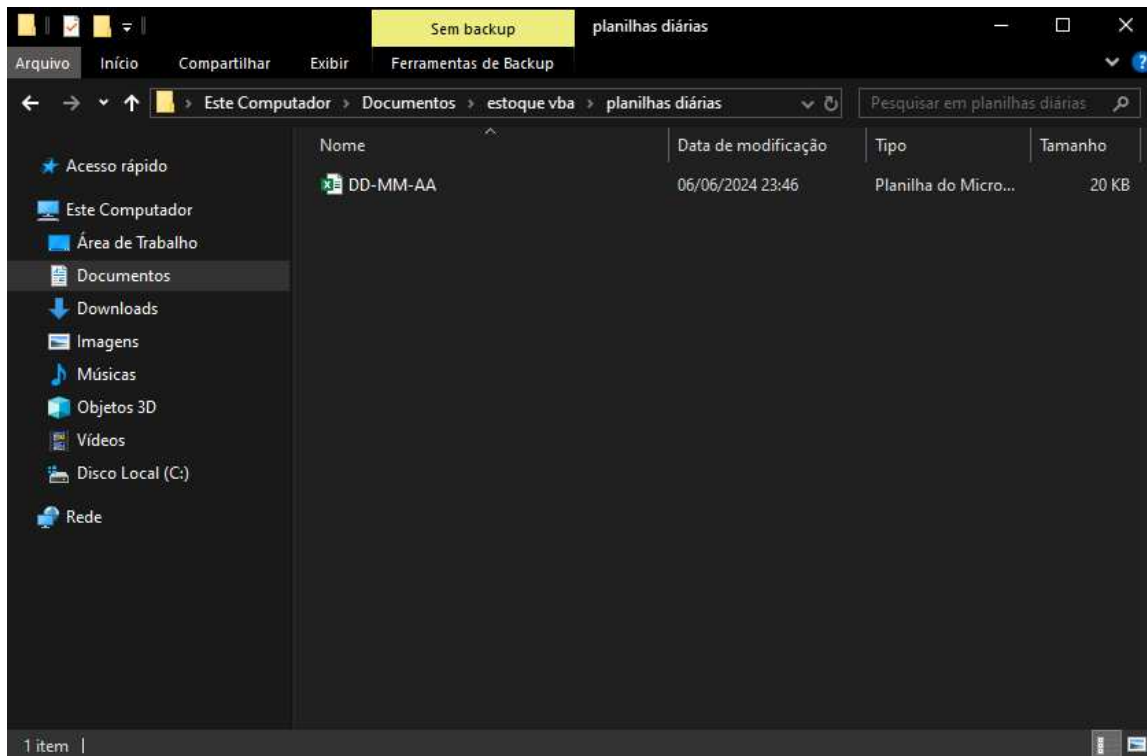 Sem backup planilhas diárias
Arquivo Início Compartilhar Exibir Ferramentas de Backup ?
Este Computador > Documentos > estoque vba > planilhas diárias Pesquisar em planilhas diárias
Nome Data de modificação Tipo Tamanho
DD-MM-AA 06/06/2024 23:46 Planilha do Micro... 20 KB
Acesso rápido
Este Computador
Área de Trabalho
Documentos
Downloads
Imagens
Músicas
Objetos 3D
Vídeos
Disco Local (C:)
Rede
1 item